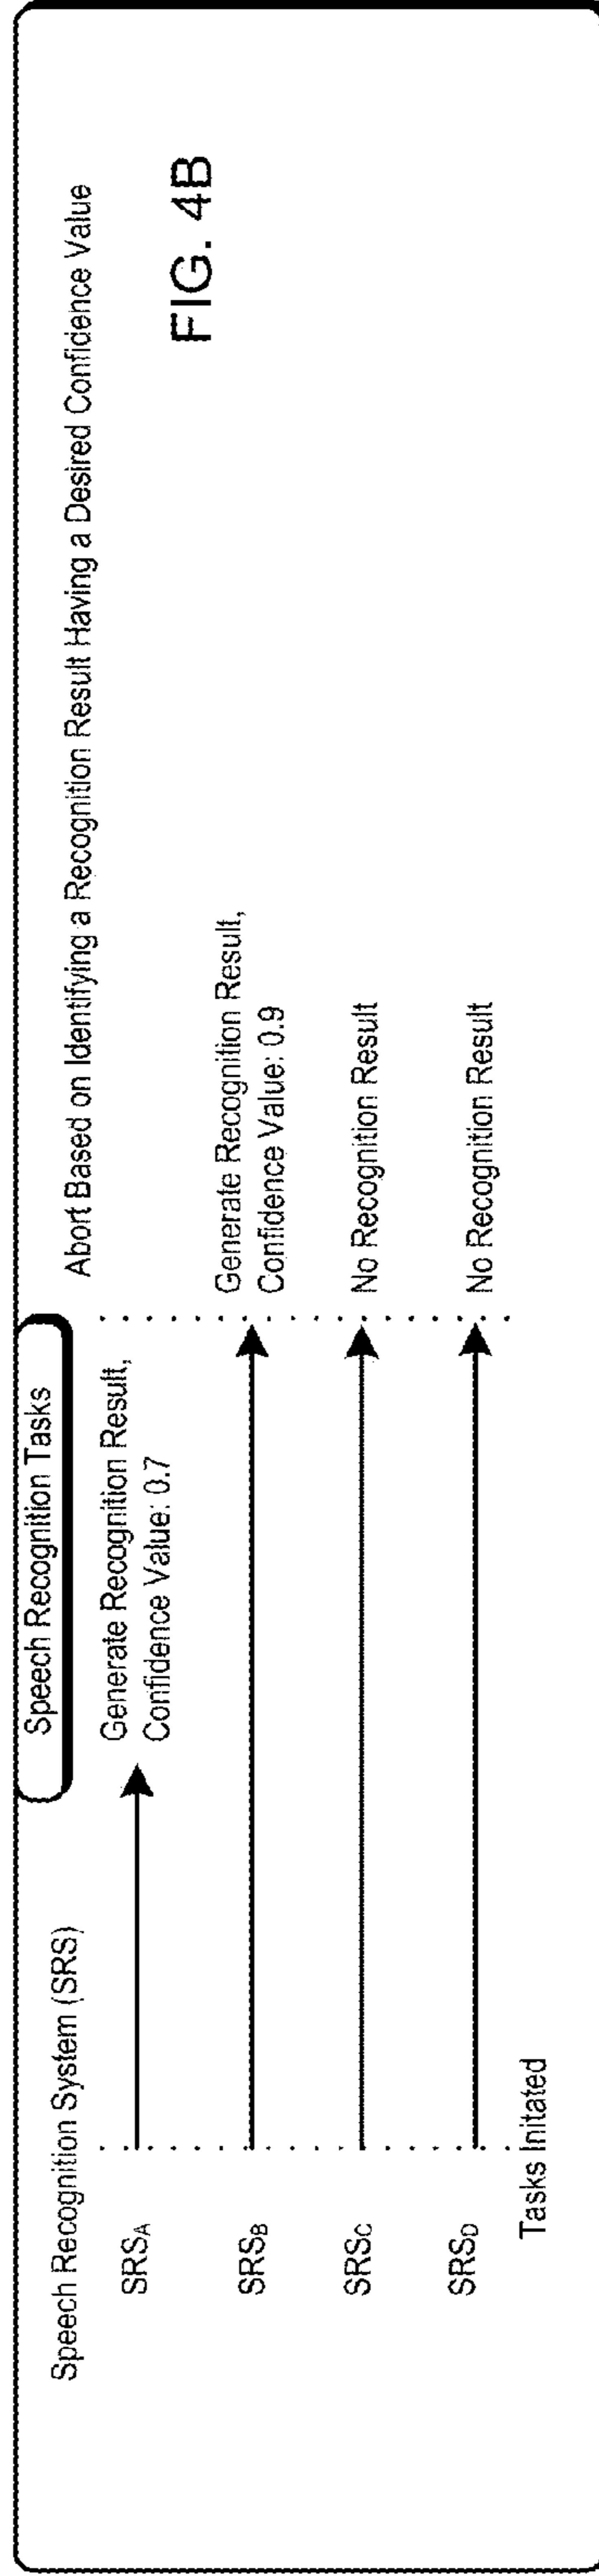 Speech Recognition Tasks
Speech Recognition System (SRS)
Abort Based on Identifying a Recognition Result Having a Desired Confidence Value
SRSA
Generate Recognition Result,
Confidence Value: 0.7
SRSB
Generate Recognition Result,
Confidence Value: 0.9
SRSC
No Recognition Result
SRSD
No Recognition Result
Tasks Initated
FIG. 4B